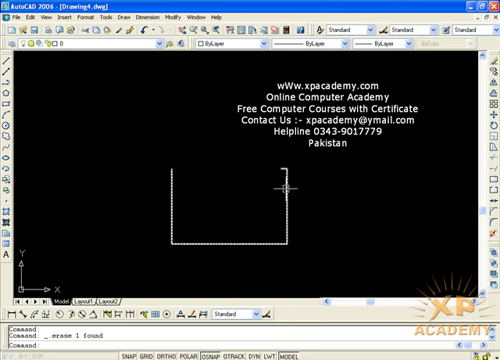 AutoCAD 2006 - [Drawing4.dwg]
File Edit View Insert Format Tools Draw Dimension Modify Window Help
Standard Standard Standard
0 ByLayer ByLayer ByLayer ByColor
wWw.xpacademy.com
Online Computer Academy
Free Computer Courses with Certificate
Contact Us :- xpacademy@ymail.com
Helpline 0343-9017779
Pakistan
Y
X
A
Model Layout1 Layout2
Standard
XP
ACADEMY
Command:
Command: _.erase 1 found
Command:
SNAP GRID ORTHO POLAR OSNAP OTRACK DYN LWT MODEL